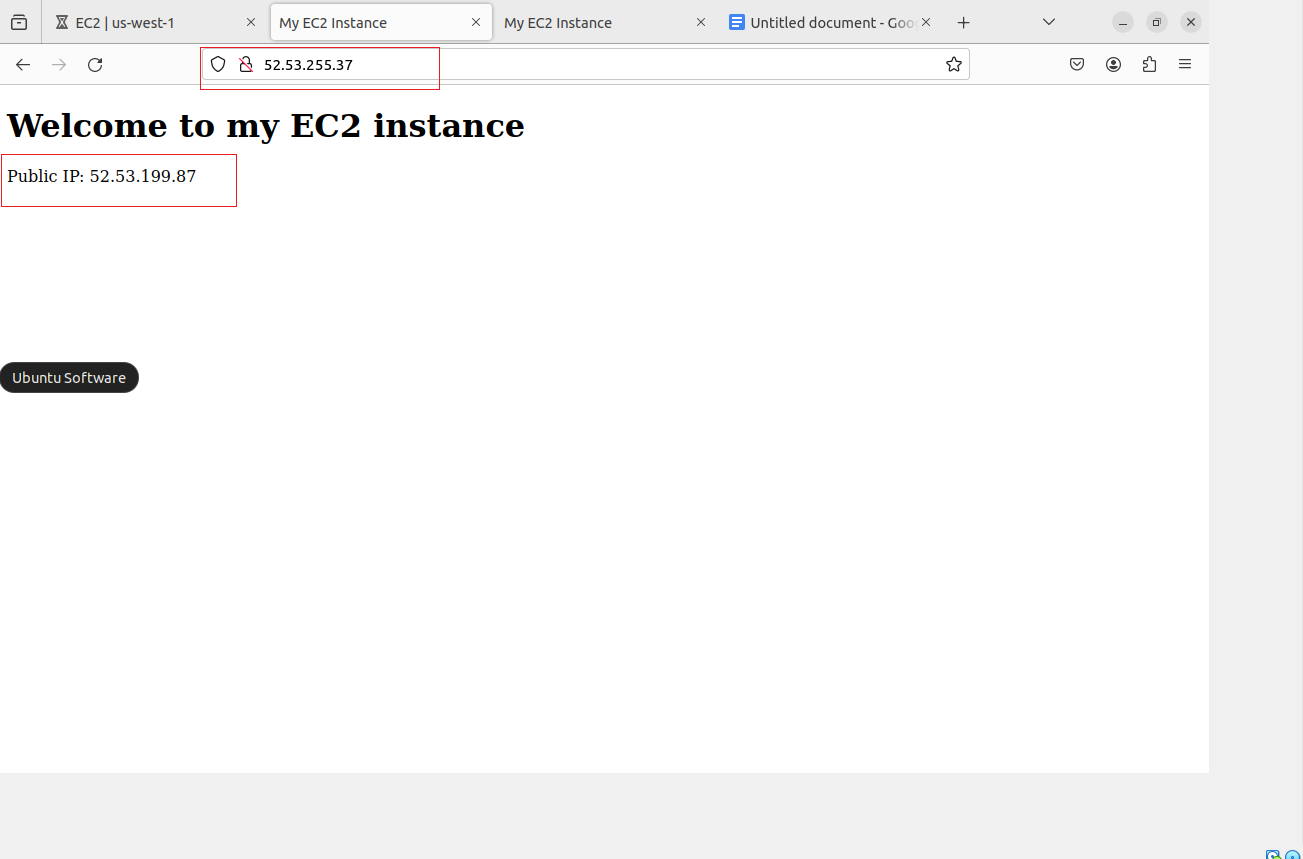 EC2 | us-west-1
My EC2 Instance
My EC2 Instance
Untitled document - Goo
52.53.255.37
Welcome to my EC2 instance
Public IP: 52.53.199.87
Ubuntu Software